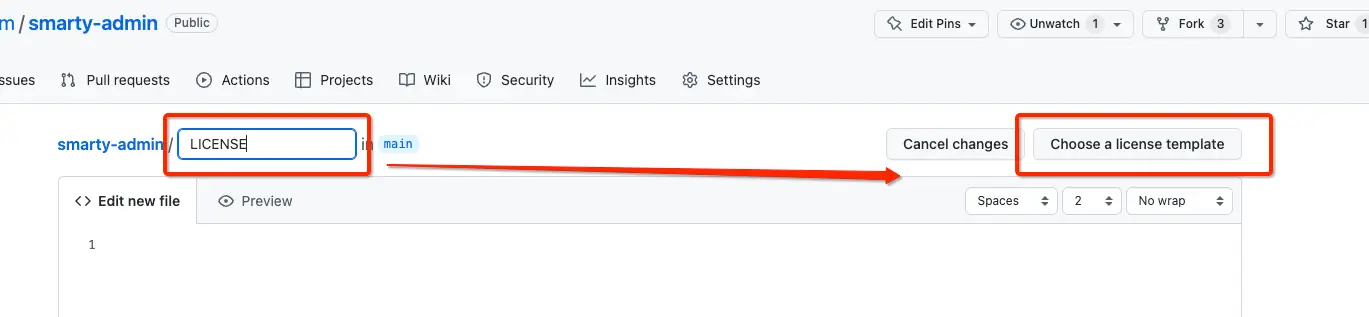 m / smarty-admin Public Edit Pins Unwatch 1 Fork 3 Star 1
ssues Pull requests Actions Projects Wiki Security Insights Settings
smarty-admin / LICENSE in main Cancel changes Choose a license template
<> Edit new file Preview Spaces 2 No wrap
1